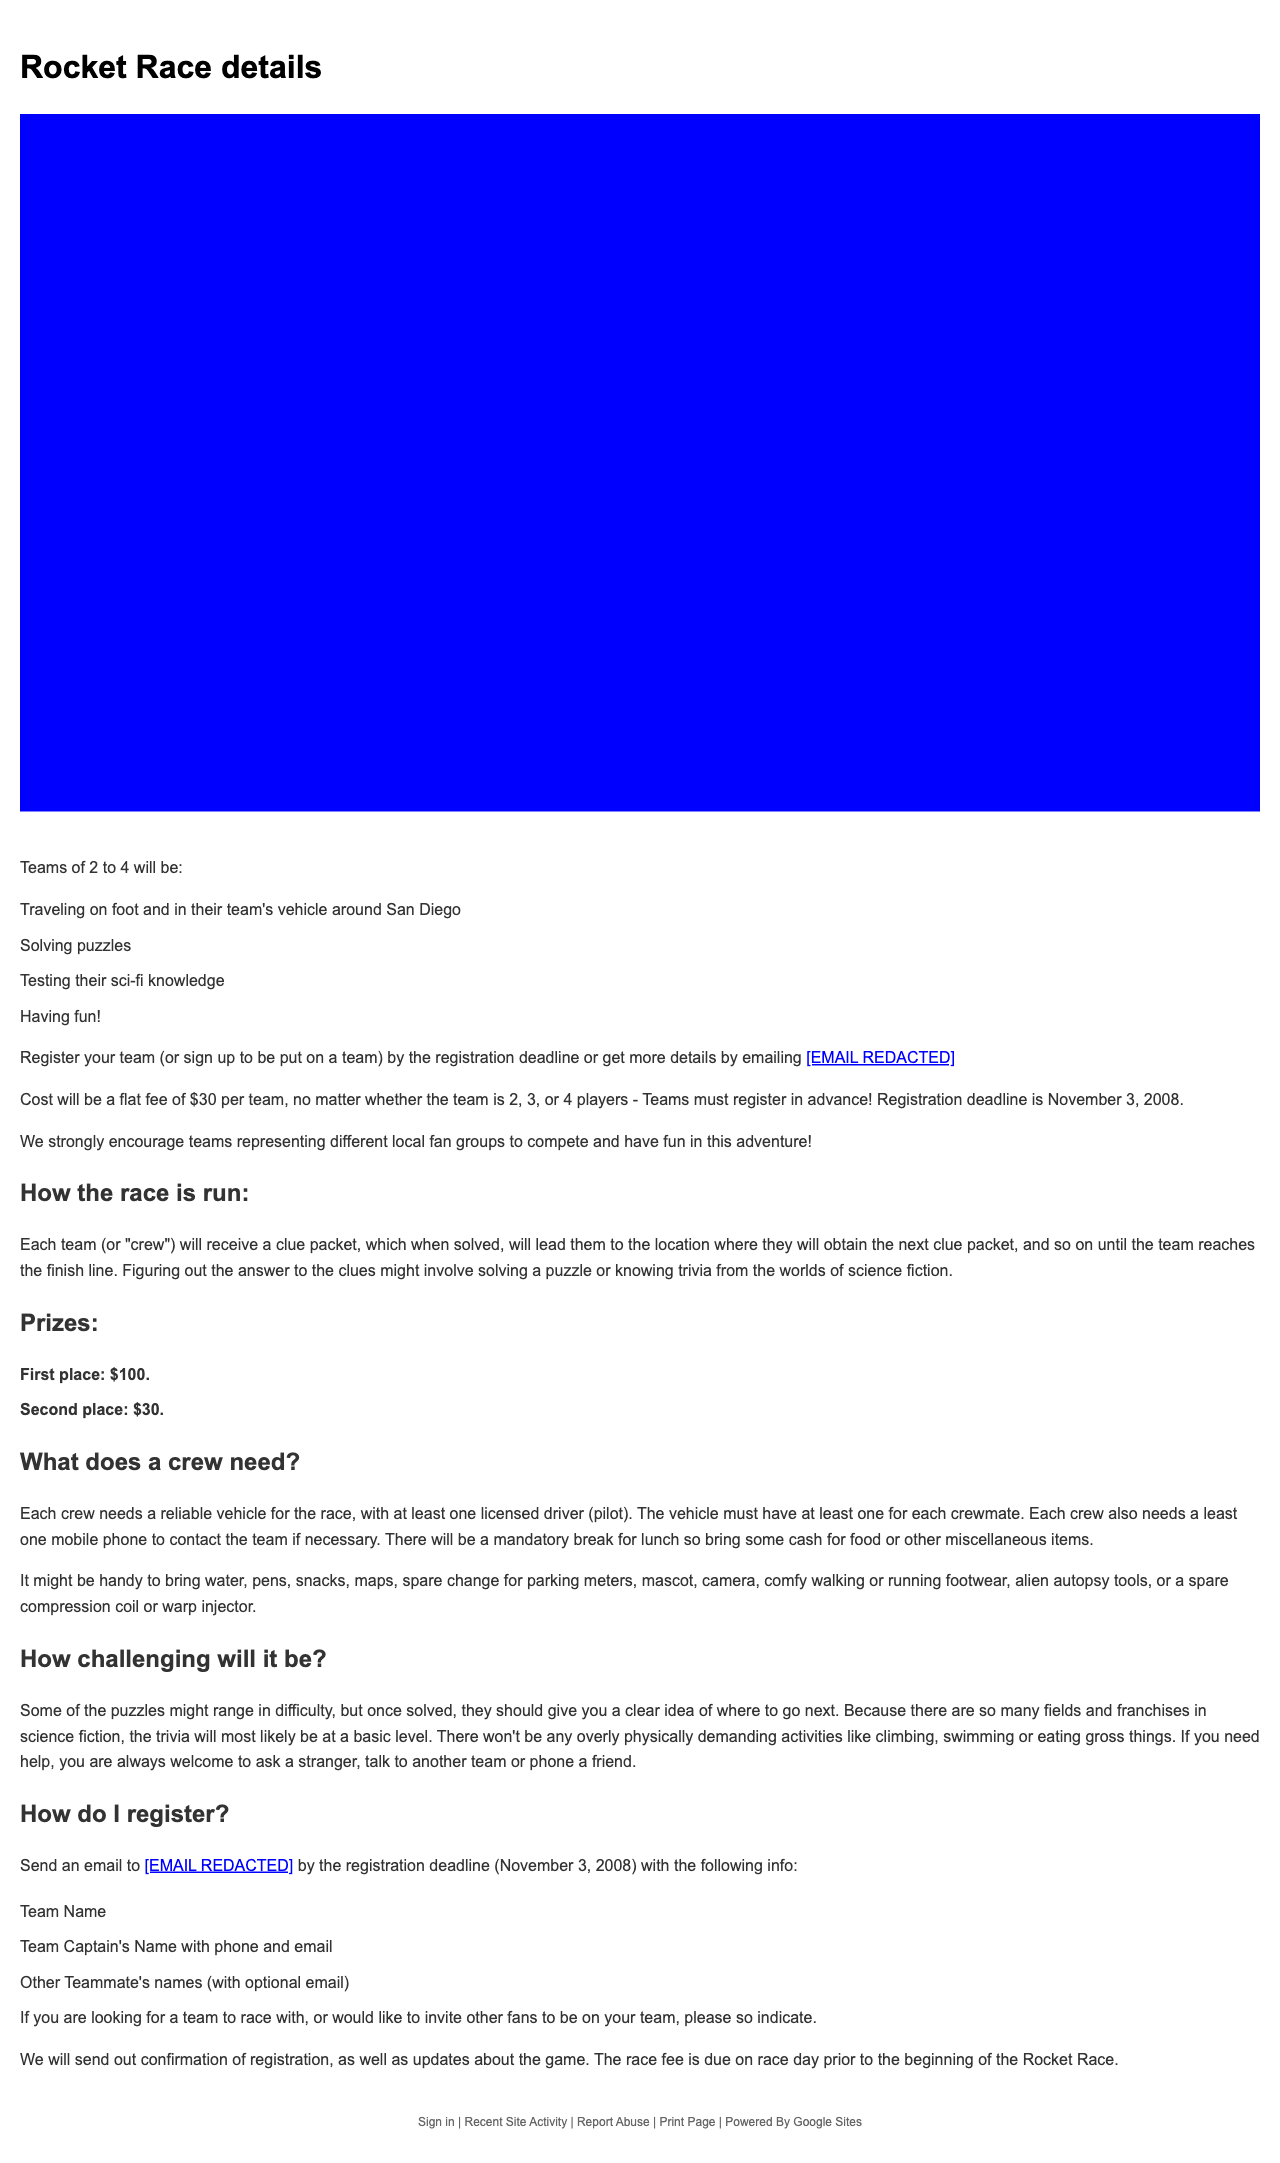 Rocket Race details
Teams of 2 to 4 will be:
Traveling on foot and in their team's vehicle around San Diego
Solving puzzles
Testing their sci-fi knowledge
Having fun!
Register your team (or sign up to be put on a team) by the registration deadline or get more details by emailing [EMAIL REDACTED]
Cost will be a flat fee of $30 per team, no matter whether the team is 2, 3, or 4 players - Teams must register in advance! Registration deadline is November 3, 2008.
We strongly encourage teams representing different local fan groups to compete and have fun in this adventure!
How the race is run:
Each team (or "crew") will receive a clue packet, which when solved, will lead them to the location where they will obtain the next clue packet, and so on until the team reaches
the finish line. Figuring out the answer to the clues might involve solving a puzzle or knowing trivia from the worlds of science fiction.
Prizes:
First place: $100.
Second place: $30.
What does a crew need?
Each crew needs a reliable vehicle for the race, with at least one licensed driver (pilot). The vehicle must have at least one for each crewmate. Each crew also needs a least
one mobile phone to contact the team if necessary. There will be a mandatory break for lunch so bring some cash for food or other miscellaneous items.
It might be handy to bring water, pens, snacks, maps, spare change for parking meters, mascot, camera, comfy walking or running footwear, alien autopsy tools, or a spare
compression coil or warp injector.
How challenging will it be?
Some of the puzzles might range in difficulty, but once solved, they should give you a clear idea of where to go next. Because there are so many fields and franchises in
science fiction, the trivia will most likely be at a basic level. There won't be any overly physically demanding activities like climbing, swimming or eating gross things. If you need
help, you are always welcome to ask a stranger, talk to another team or phone a friend.
How do I register?
Send an email to [EMAIL REDACTED] by the registration deadline (November 3, 2008) with the following info:
Team Name
Team Captain's Name with phone and email
Other Teammate's names (with optional email)
If you are looking for a team to race with, or would like to invite other fans to be on your team, please so indicate.
We will send out confirmation of registration, as well as updates about the game. The race fee is due on race day prior to the beginning of the Rocket Race.
Sign in | Recent Site Activity | Report Abuse | Print Page | Powered By Google Sites